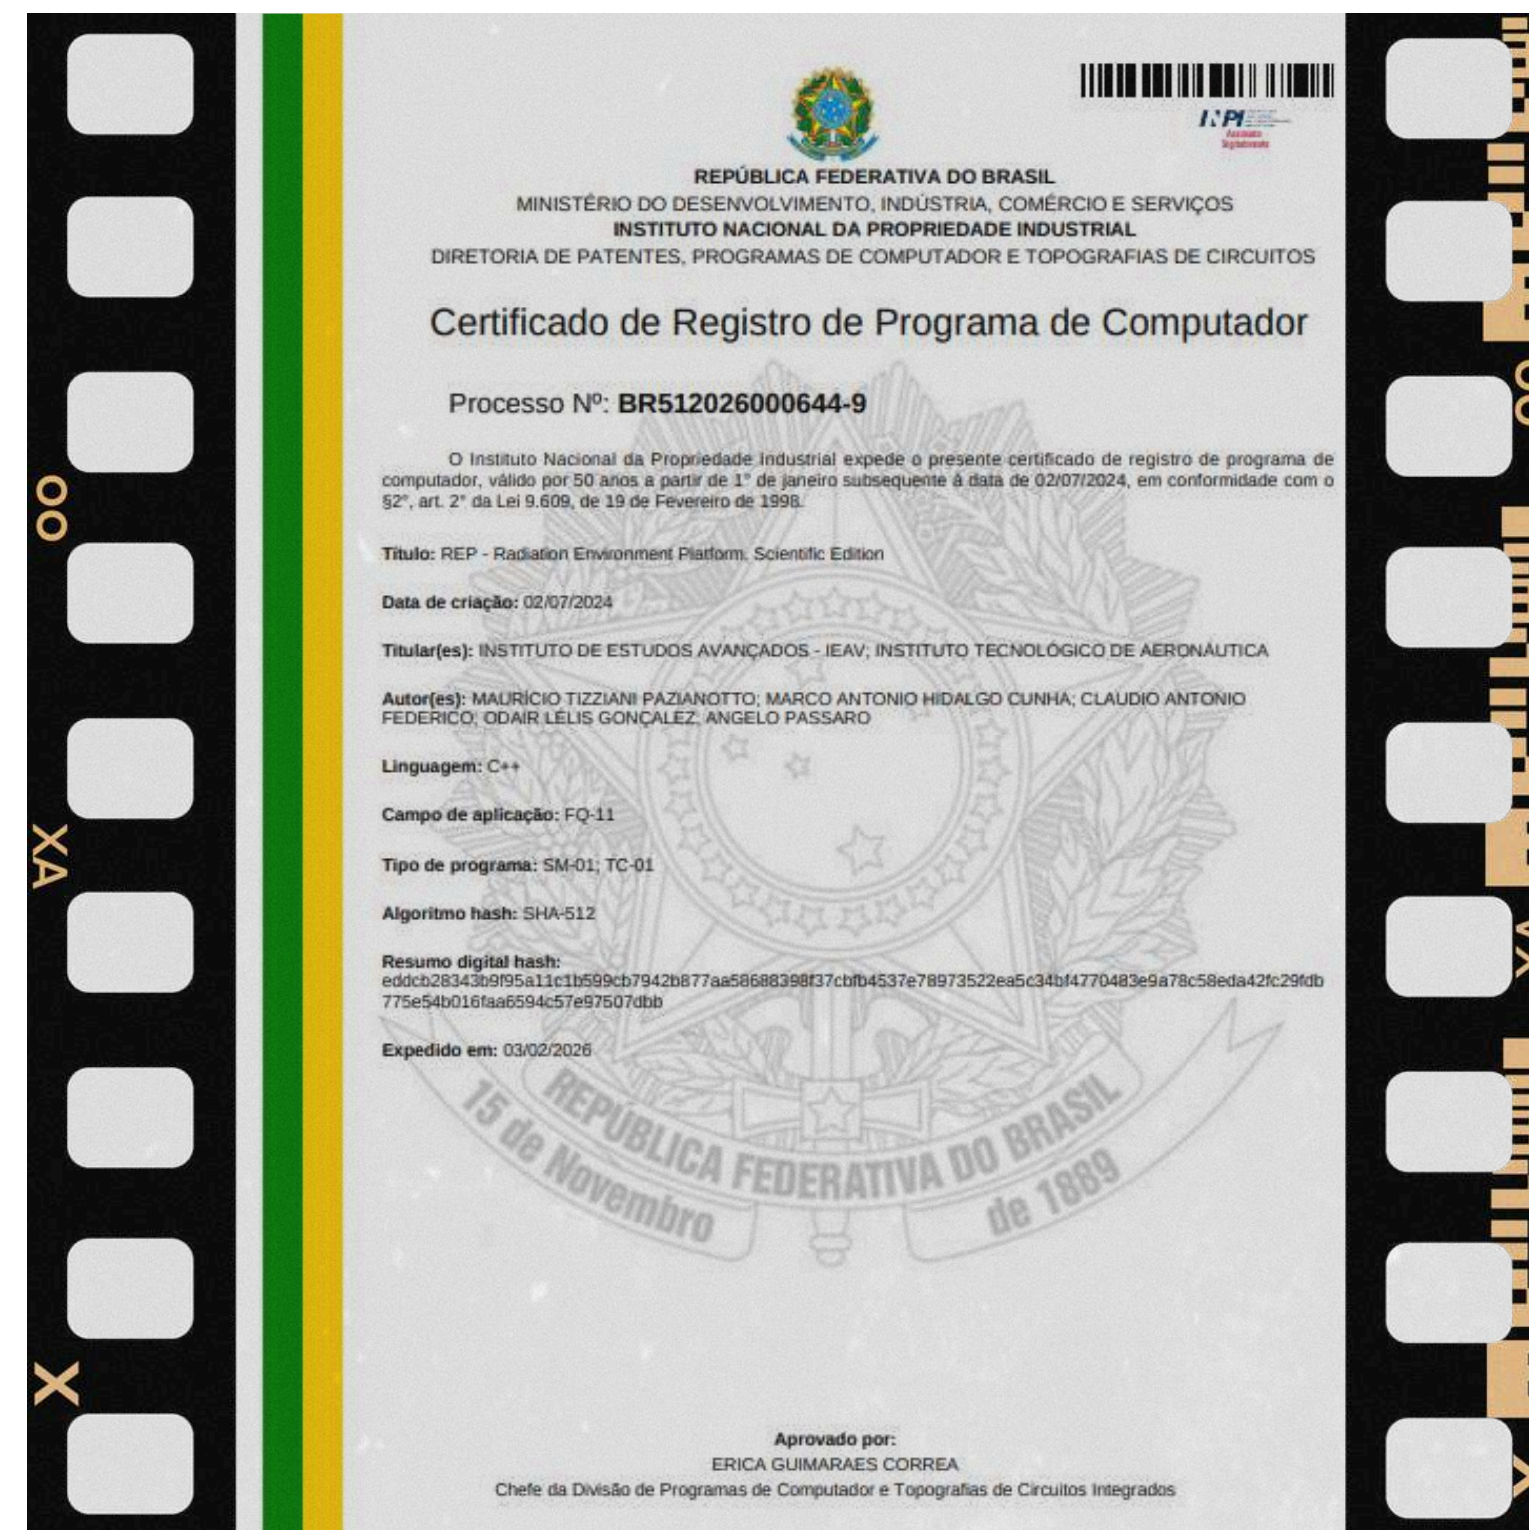 INPI
Assinado
Digitalmente
REPÚBLICA FEDERATIVA DO BRASIL
MINISTÉRIO DO DESENVOLVIMENTO, INDÚSTRIA, COMÉRCIO E SERVIÇOS
INSTITUTO NACIONAL DA PROPRIEDADE INDUSTRIAL
DIRETORIA DE PATENTES, PROGRAMAS DE COMPUTADOR E TOPOGRAFIAS DE CIRCUITOS
Certificado de Registro de Programa de Computador
Processo Nº: BR512026000644-9
O Instituto Nacional da Propriedade Industrial expede o presente certificado de registro de programa de
computador, válido por 50 anos a partir de 1° de janeiro subsequente à data de 02/07/2024, em conformidade com o
§2°, art. 2° da Lei 9.609, de 19 de Fevereiro de 1998.
Título: REP - Radiation Environment Platform. Scientific Edition
Data de criação: 02/07/2024
Titular(es): INSTITUTO DE ESTUDOS AVANÇADOS - IEAV; INSTITUTO TECNOLÓGICO DE AERONÁUTICA
Autor(es): MAURÍCIO TIZZIANI PAZIANOTTO; MARCO ANTONIO HIDALGO CUNHA; CLAUDIO ANTONIO
FEDERICO; ODAIR LÉLIS GONÇALEZ; ANGELO PASSARO
Linguagem: C++
Campo de aplicação: FQ-11
Tipo de programa: SM-01; TC-01
Algoritmo hash: SHA-512
Resumo digital hash:
eddcb28343b9f95a11c1b599cb7942b877aa58688398f37cbfb4537e78973522ea5c34bf4770483e9a78c58eda42fc29fdb
775e54b016faa6594c57e97507dbb
Expedido em: 03/02/2026
REPÚBLICA FEDERATIVA DO BRASIL
15 de Novembro de 1889
Aprovado por:
ERICA GUIMARAES CORREA
Chefe da Divisão de Programas de Computador e Topografias de Circuitos Integrados
OO
XA
X